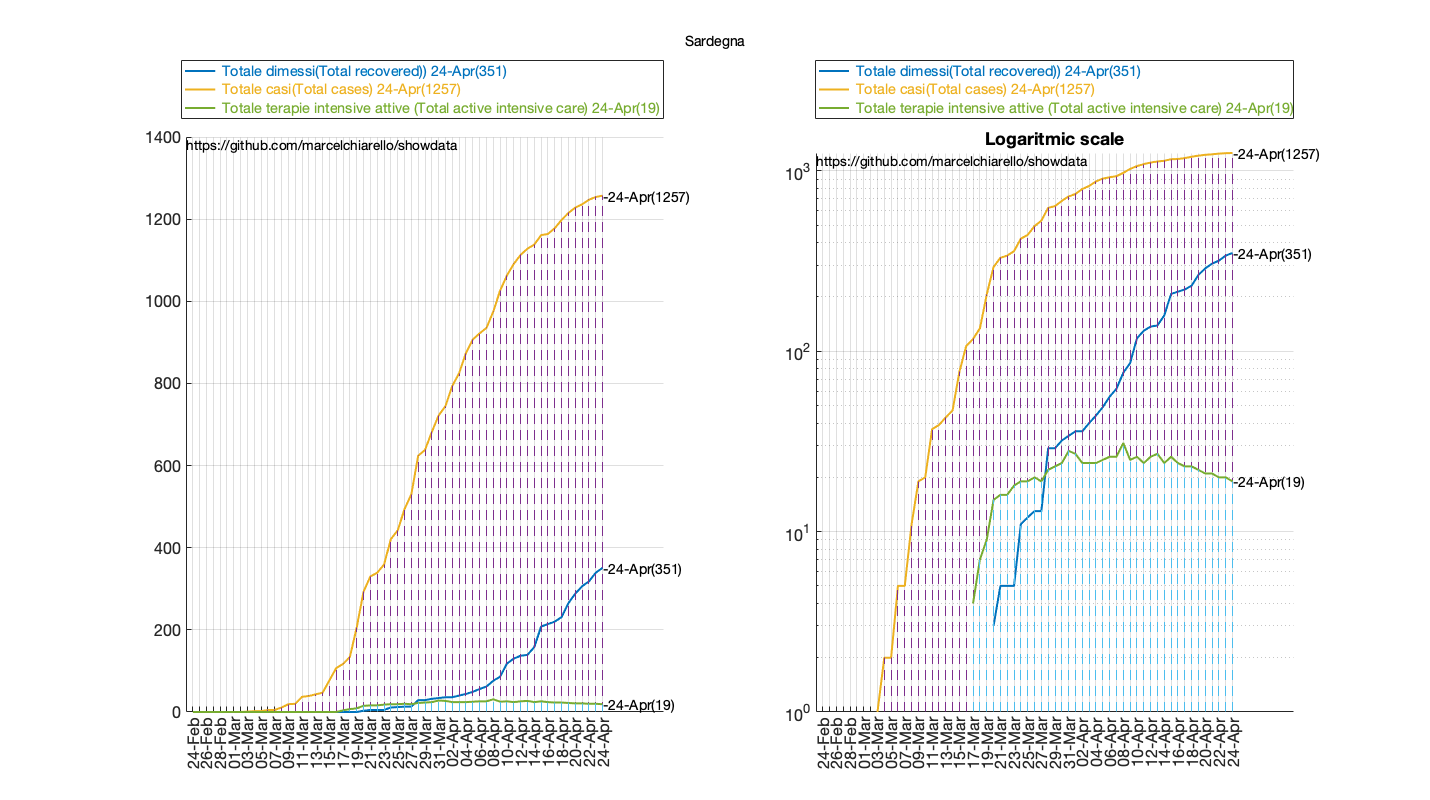 Sardegna
Totale dimessi(Total recovered)) 24-Apr(351)
Totale casi(Total cases) 24-Apr(1257)
Totale terapie intensive attive (Total active intensive care) 24-Apr(19)
https://github.com/marcelchiarello/showdata
1400
1200
1000
800
600
400
200
0
-24-Apr(1257)
-24-Apr(351)
-24-Apr(19)
24-Feb
26-Feb
28-Feb
01-Mar
03-Mar
05-Mar
07-Mar
09-Mar
11-Mar
13-Mar
15-Mar
17-Mar
19-Mar
21-Mar
23-Mar
25-Mar
27-Mar
29-Mar
31-Mar
02-Apr
04-Apr
06-Apr
08-Apr
10-Apr
12-Apr
14-Apr
16-Apr
18-Apr
20-Apr
22-Apr
24-Apr
Totale dimessi(Total recovered)) 24-Apr(351)
Totale casi(Total cases) 24-Apr(1257)
Totale terapie intensive attive (Total active intensive care) 24-Apr(19)
Logaritmic scale
https://github.com/marcelchiarello/showdata
10³
10²
10¹
10⁰
-24-Apr(1257)
-24-Apr(351)
-24-Apr(19)
24-Feb
26-Feb
28-Feb
01-Mar
03-Mar
05-Mar
07-Mar
09-Mar
11-Mar
13-Mar
15-Mar
17-Mar
19-Mar
21-Mar
23-Mar
25-Mar
27-Mar
29-Mar
31-Mar
02-Apr
04-Apr
06-Apr
08-Apr
10-Apr
12-Apr
14-Apr
16-Apr
18-Apr
20-Apr
22-Apr
24-Apr